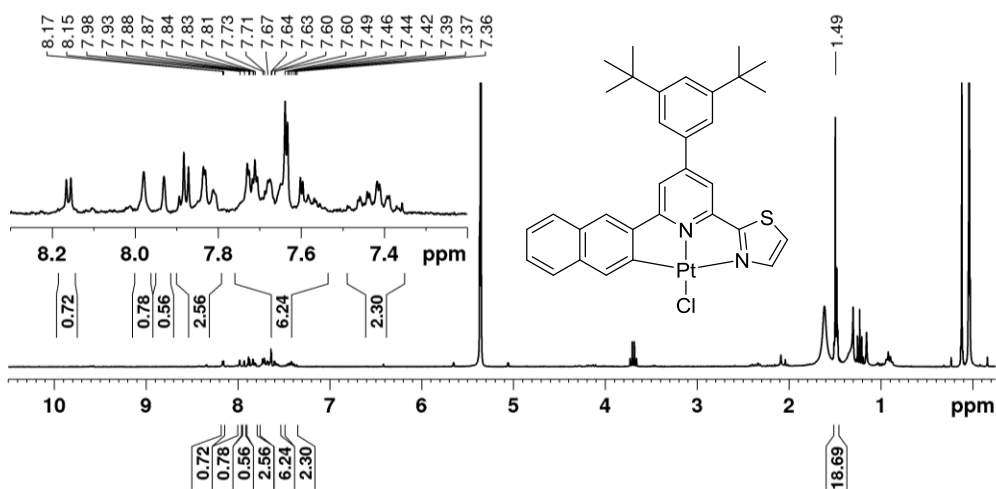 8.17 8.15 7.98 7.93 7.88 7.87 7.84 7.83 7.81 7.73 7.71 7.67 7.64 7.63 7.60 7.60 7.49 7.46 7.44 7.42 7.39 7.37 7.36
1.49
S
N
N
Pt
Cl
8.2 8.0 7.8 7.6 7.4 ppm
0.72 0.78 0.56 2.56 6.24 2.30
10 9 8 7 6 5 4 3 2 1 ppm
0.72 0.78 0.56 2.56 6.24 2.30 18.69